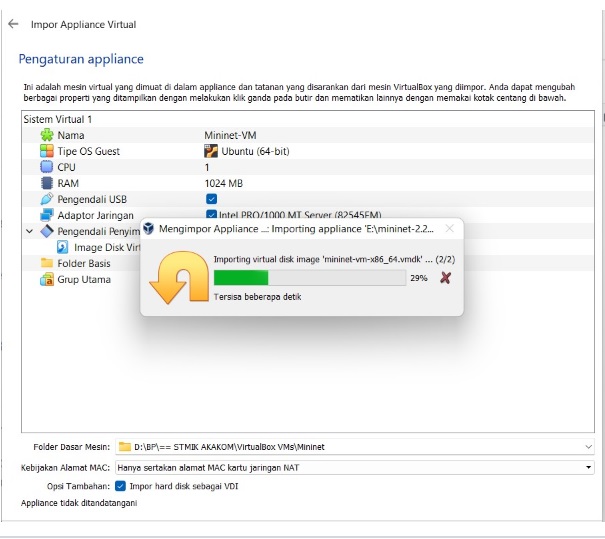 Impor Appliance Virtual
Pengaturan appliance
Ini adalah mesin virtual yang dimuat di dalam appliance dan tatanan yang disarankan dari mesin VirtualBox yang diimpor. Anda dapat mengubah
berbagai properti yang ditampilkan dengan melakukan klik ganda pada butir dan mematikan lainnya dengan memakai kotak centang di bawah.
Sistem Virtual 1
Nama Mininet-VM
Tipe OS Guest Ubuntu (64-bit)
CPU 1
RAM 1024 MB
Pengendali USB
Adaptor Jaringan Intel PRO/1000 MT Server (82545EM)
Pengendali Penyim
Image Disk Virt
Folder Basis
Grup Utama
Mengimpor Appliance ...: Importing appliance 'E:\mininet-2.2...
Importing virtual disk image 'mininet-vm-x86_64.vmdk' ... (2/2)
29%
Tersisa beberapa detik
Folder Dasar Mesin: D:\BP\== STMIK AKAKOM\VirtualBox VMs\Mininet
Kebijakan Alamat MAC: Hanya sertakan alamat MAC kartu jaringan NAT
Opsi Tambahan: Impor hard disk sebagai VDI
Appliance tidak ditandatangani